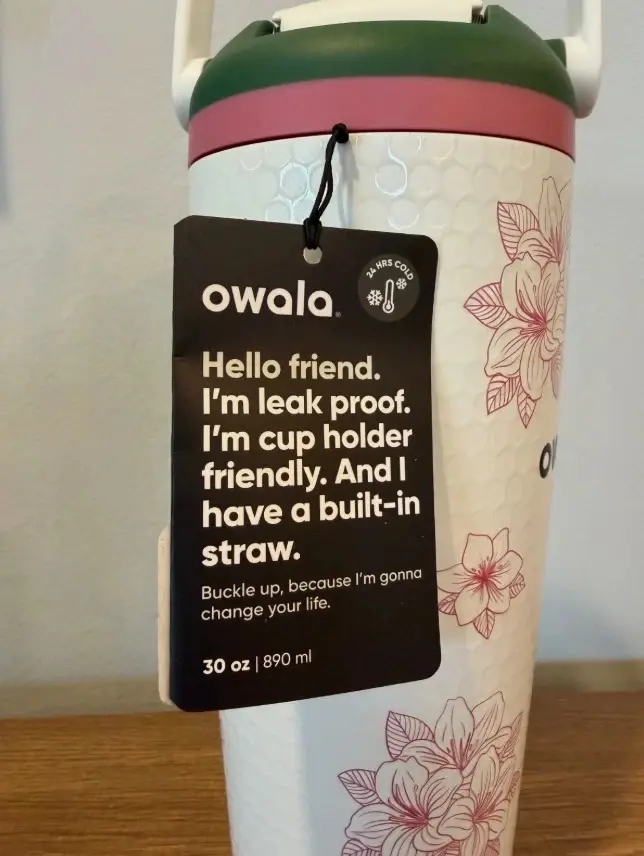 24 HRS COLD
owala®
Hello friend.
I'm leak proof.
I'm cup holder
friendly. And I
have a built-in
straw.
Buckle up, because I'm gonna
change your life.
30 oz | 890 ml
ow